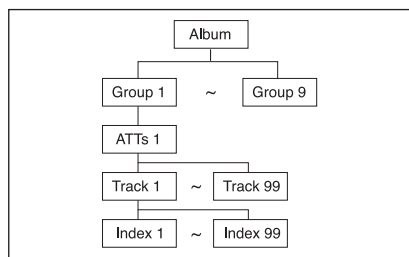 Album
Group 1 ~ Group 9
ATTs 1
Track 1 ~ Track 99
Index 1 ~ Index 99